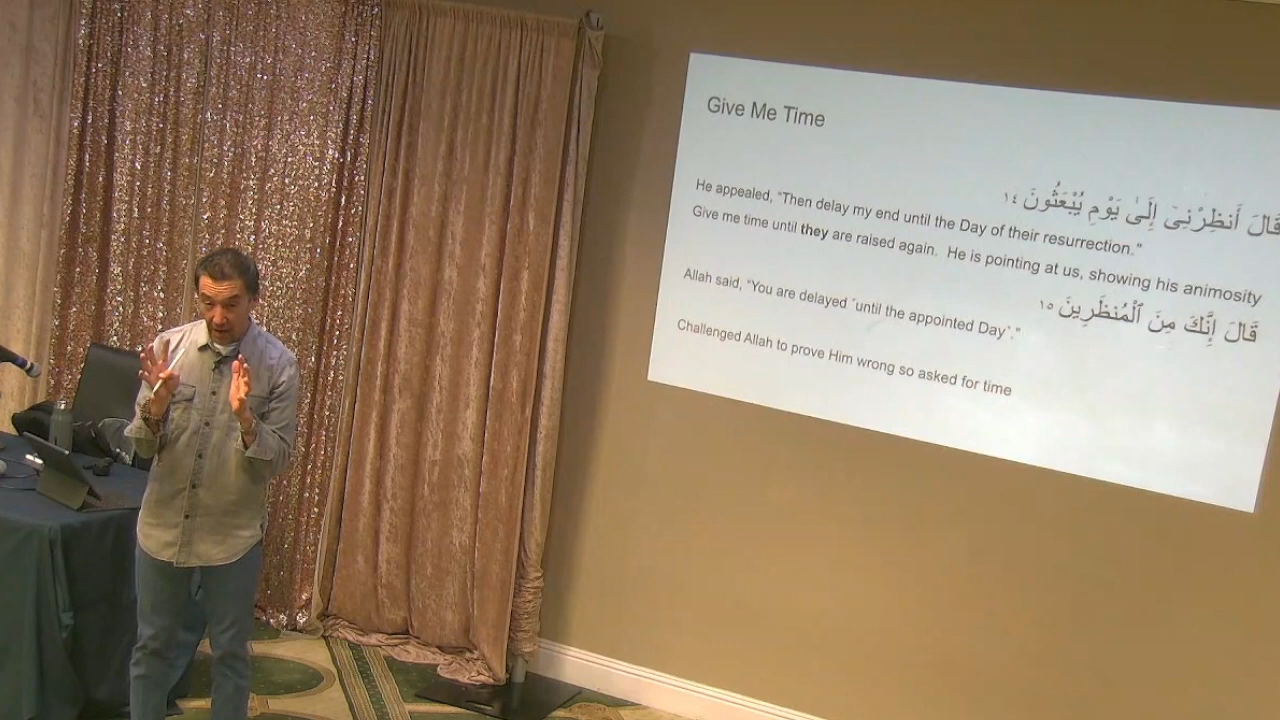 Give Me Time
قَالَ أَنظِرْنِىٓ إِلَىٰ يَوْمِ يُبْعَثُونَ ١٤
He appealed, “Then delay my end until the Day of their resurrection.”
Give me time until they are raised again. He is pointing at us, showing his animosity
قَالَ إِنَّكَ مِنَ ٱلْمُنظَرِينَ ١٥
Allah said, “You are delayed ˹until the appointed Day˺.”
Challenged Allah to prove Him wrong so asked for time